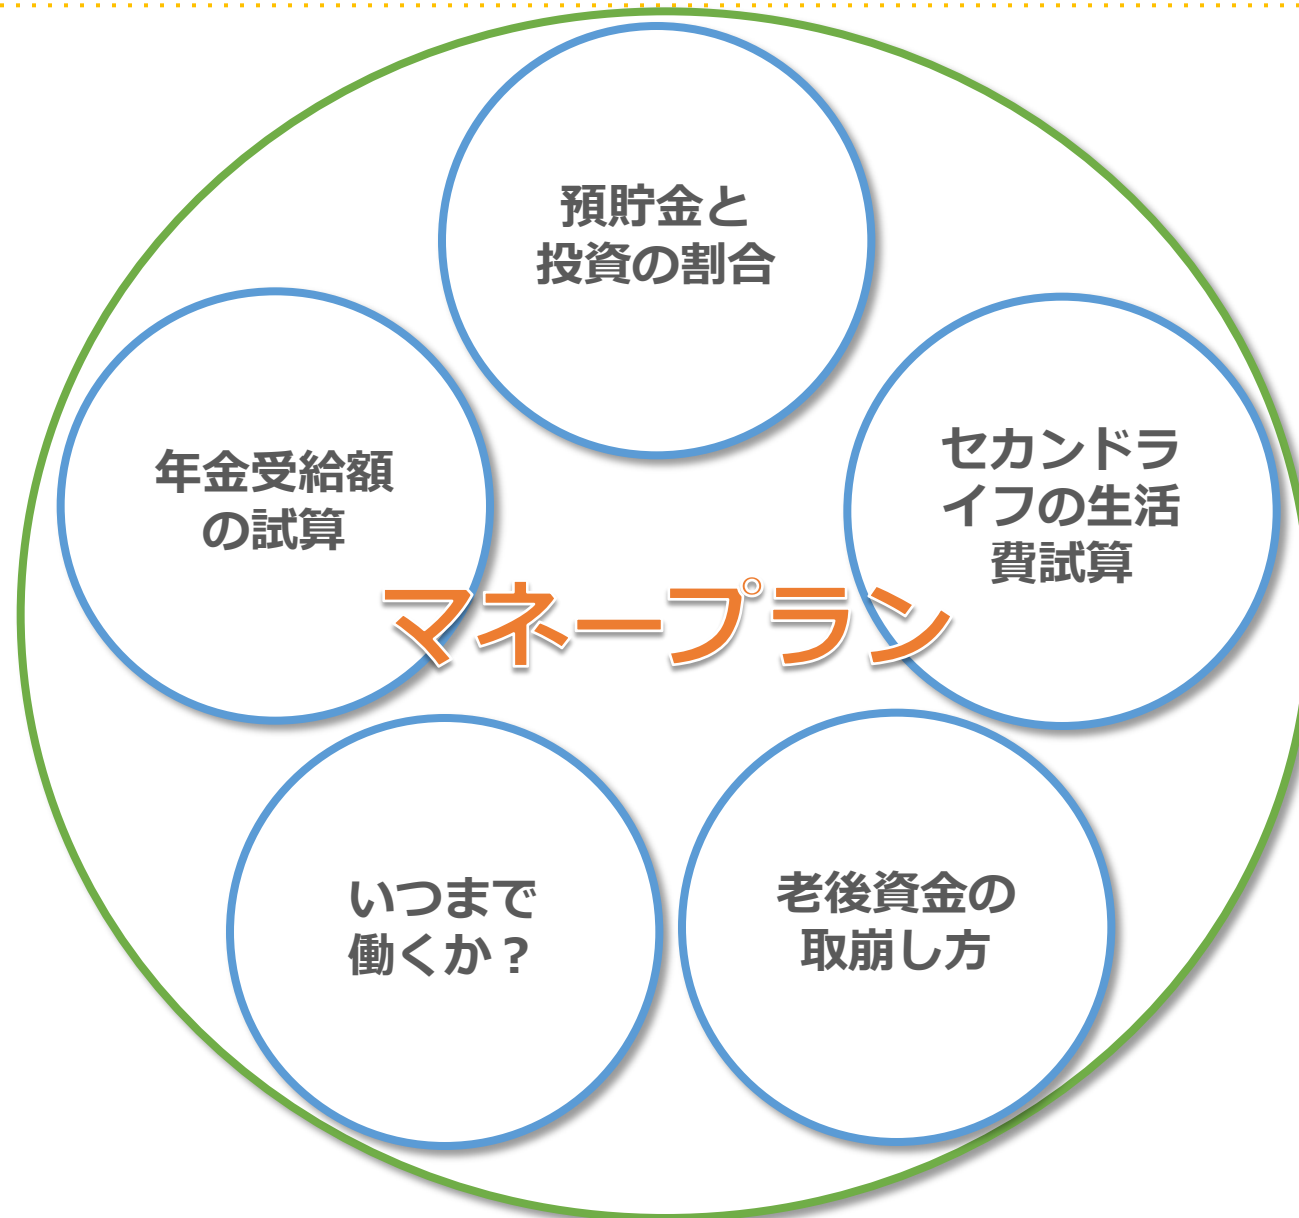 預貯金と
投資の割合
年金受給額
の試算
セカンドラ
イフの生活
費試算
マネープラン
いつまで
働くか？
老後資金の
取崩し方